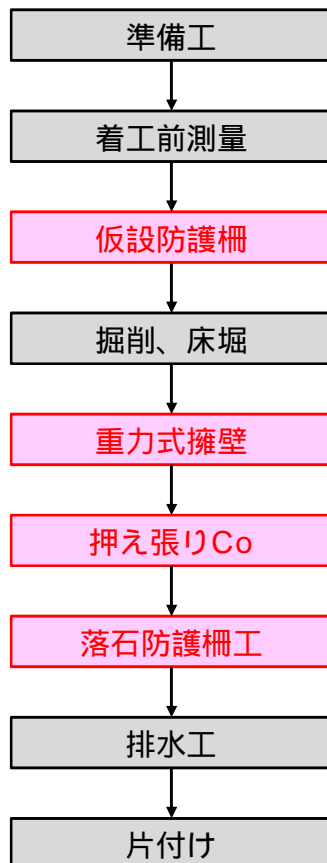 準備工
着工前測量
仮設防護柵
掘削、床堀
重力式擁壁
押え張りCo
落石防護柵工
排水工
片付け